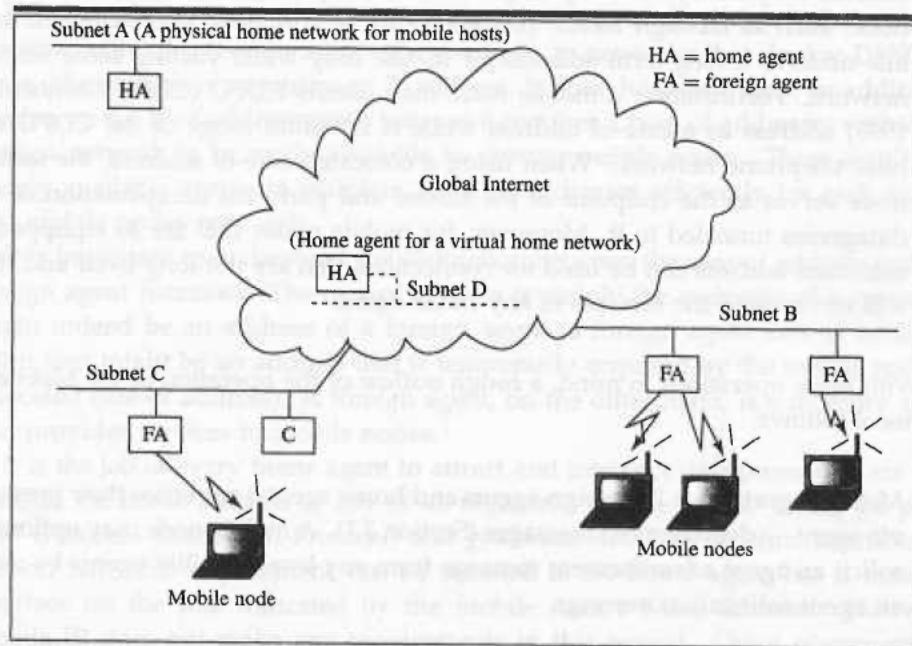 Subnet A (A physical home network for mobile hosts)
HA = home agent
FA = foreign agent
HA
Global Internet
(Home agent for a virtual home network)
HA
Subnet D
Subnet B
Subnet C
FA
FA
FA
C
Mobile nodes
Mobile node